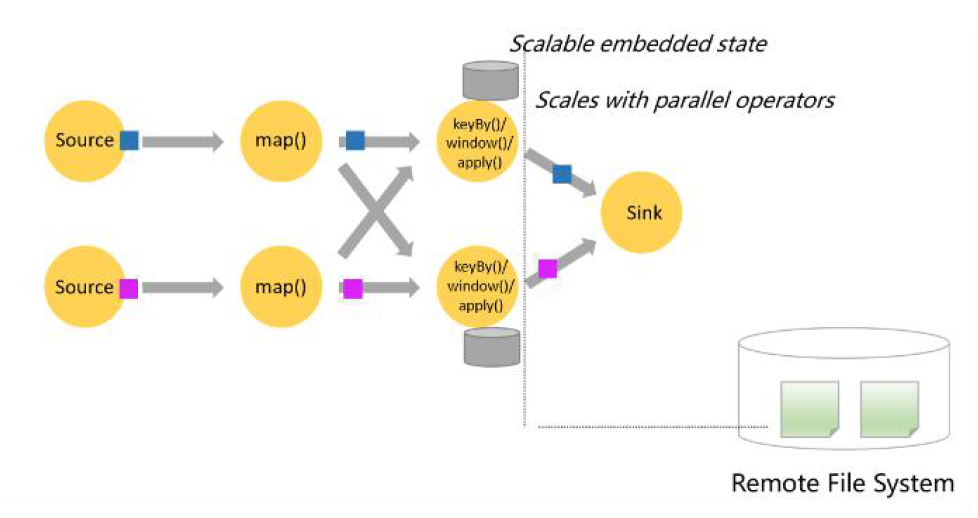 Scalable embedded state
Scales with parallel operators
Source
map()
keyBy()/
window()/
apply()
Sink
Source
map()
keyBy()/
window()/
apply()
Remote File System